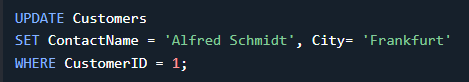 UPDATE Customers
SET ContactName = 'Alfred Schmidt', City= 'Frankfurt'
WHERE CustomerID = 1;